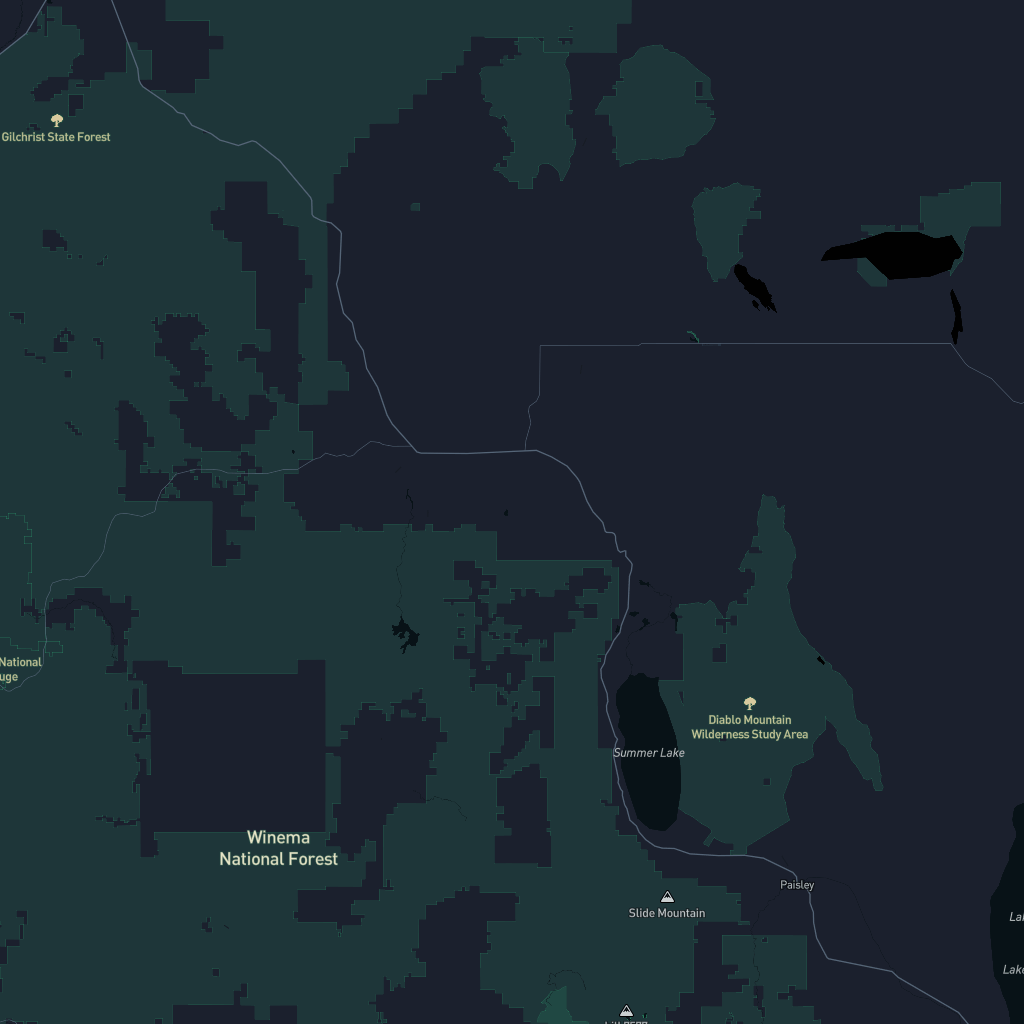 Gilchrist State Forest
National
uge
Diablo Mountain
Wilderness Study Area
Summer Lake
Winema
National Forest
Paisley
Slide Mountain
Lake